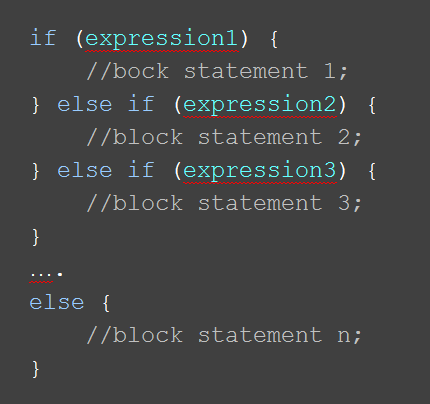 if (expression1) {
    //bock statement 1;
} else if (expression2) {
    //block statement 2;
} else if (expression3) {
    //block statement 3;
}
….
else {
    //block statement n;
}